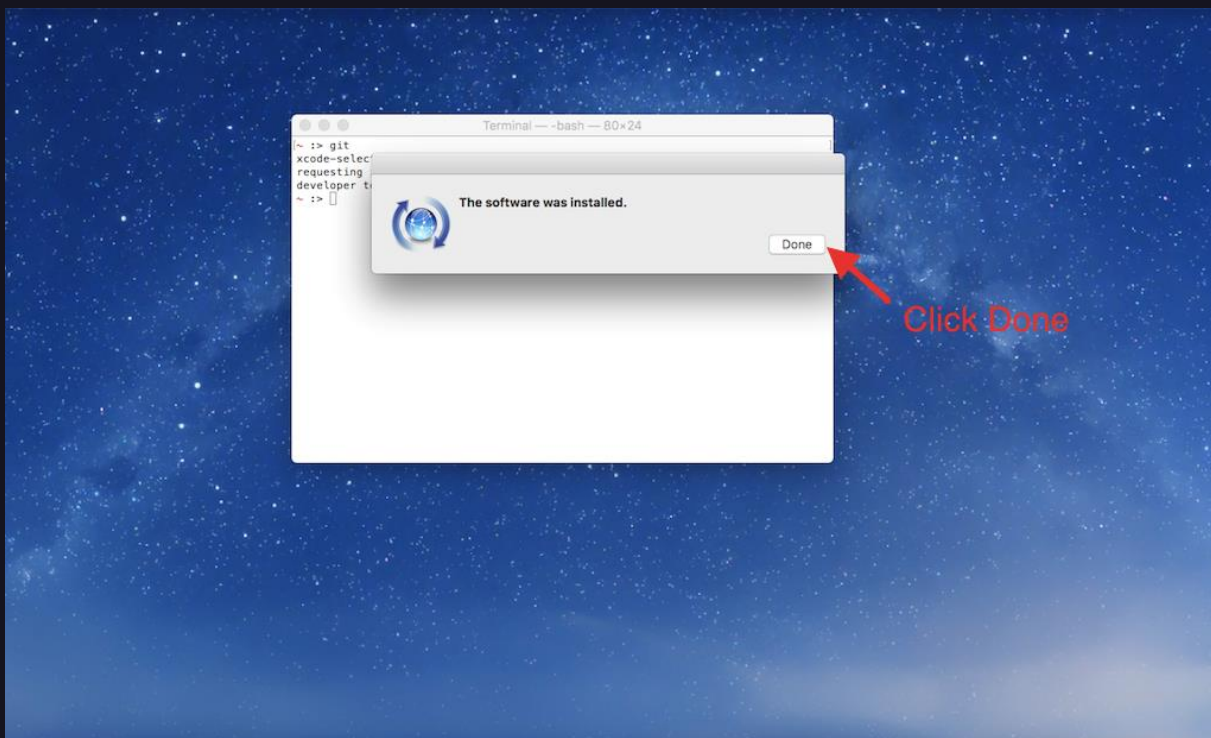 Terminal — -bash — 80×24
[~ :> git ]
xcode-selec
requesting
developer t
~ :>
The software was installed.
Done
Click Done